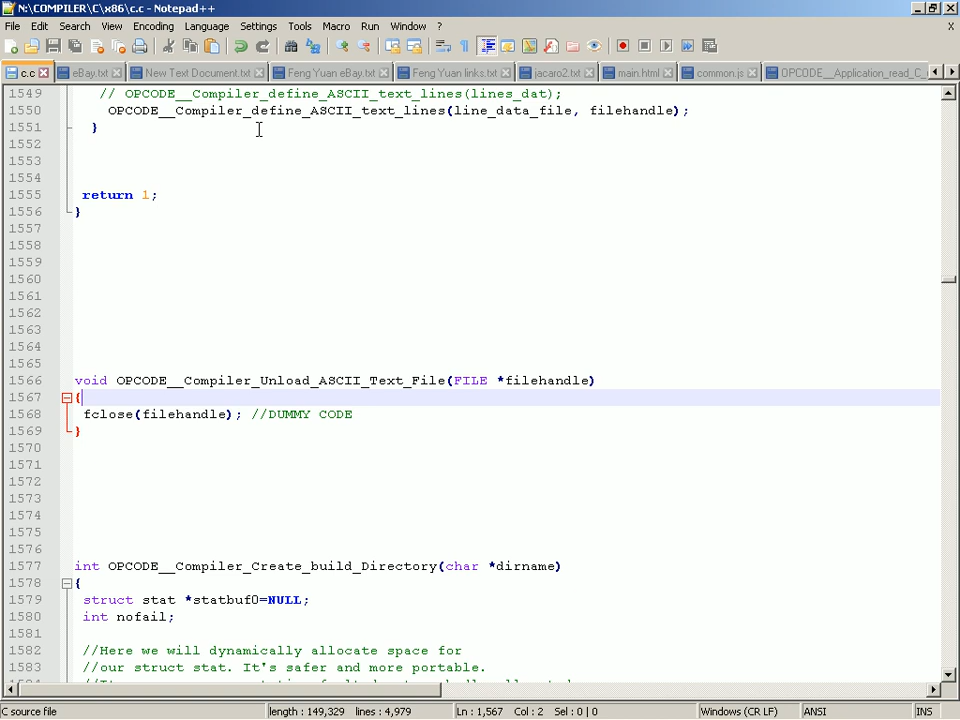 N:\COMPILER\C\x86\c.c - Notepad++
File Edit Search View Encoding Language Settings Tools Macro Run Window ?
X
c.c eBay.txt New Text Document.txt Feng Yuan eBay.txt Feng Yuan links.txt jacaro2.txt main.html common.js OPCODE__Application_read_C_
1549 // OPCODE__Compiler_define_ASCII_text_lines(lines_dat);
1550 OPCODE__Compiler_define_ASCII_text_lines(line_data_file, filehandle);
1551 }
1552
1553
1554
1555 return 1;
1556 }
1557
1558
1559
1560
1561
1562
1563
1564
1565
1566 void OPCODE__Compiler_Unload_ASCII_Text_File(FILE *filehandle)
1567 {
1568 fclose(filehandle); //DUMMY CODE
1569 }
1570
1571
1572
1573
1574
1575
1576
1577 int OPCODE__Compiler_Create_build_Directory(char *dirname)
1578 {
1579 struct stat *statbuf0=NULL;
1580 int nofail;
1581
1582 //Here we will dynamically allocate space for
1583 //our struct stat. It's safer and more portable.
C source file length : 149,329 lines : 4,979 Ln : 1,567 Col : 2 Sel : 0 | 0 Windows (CR LF) ANSI INS